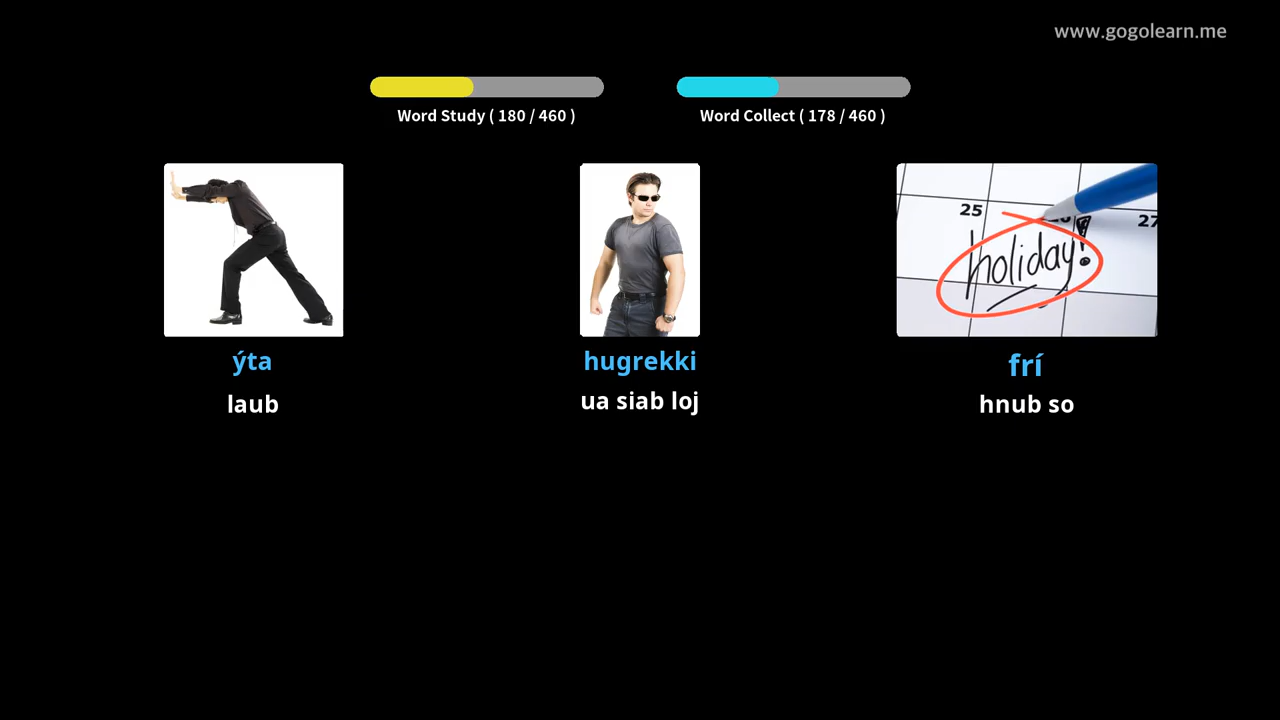 www.gogolearn.me
Word Study ( 180 / 460 )
Word Collect ( 178 / 460 )
25
27
holiday!
ýta
hugrekki
frí
laub
ua siab loj
hnub so